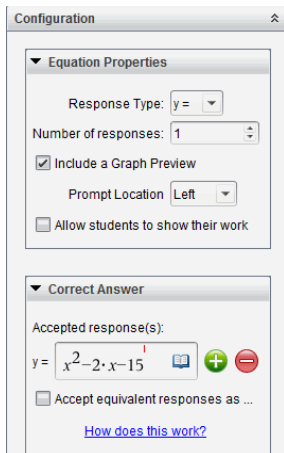 Configuration
Equation Properties
Response Type: y =
Number of responses: 1
Include a Graph Preview
Prompt Location Left
Allow students to show their work
Correct Answer
Accepted response(s):
y = x²−2·x−15
Accept equivalent responses as ...
How does this work?